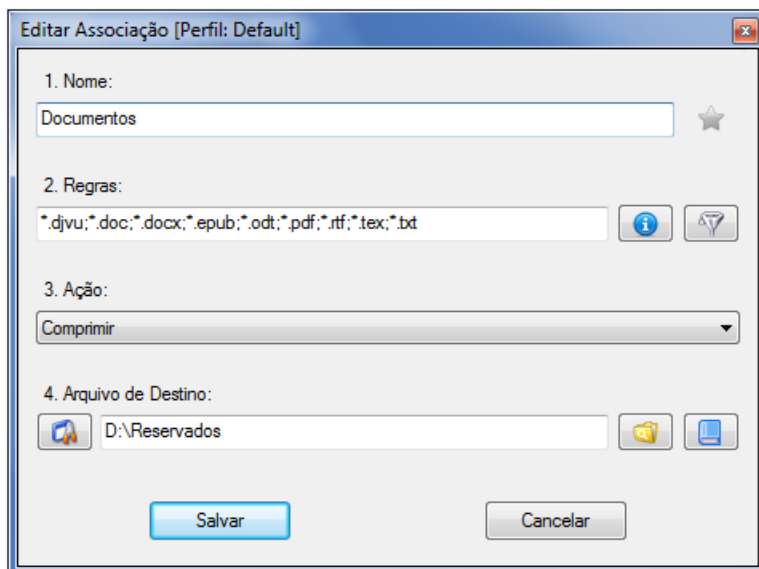 Editar Associação [Perfil: Default]
1. Nome:
Documentos
2. Regras:
*.djvu;*.doc;*.docx;*.epub;*.odt;*.pdf;*.rtf;*.tex;*.txt
3. Ação:
Comprimir
4. Arquivo de Destino:
D:\Reservados
Salvar
Cancelar